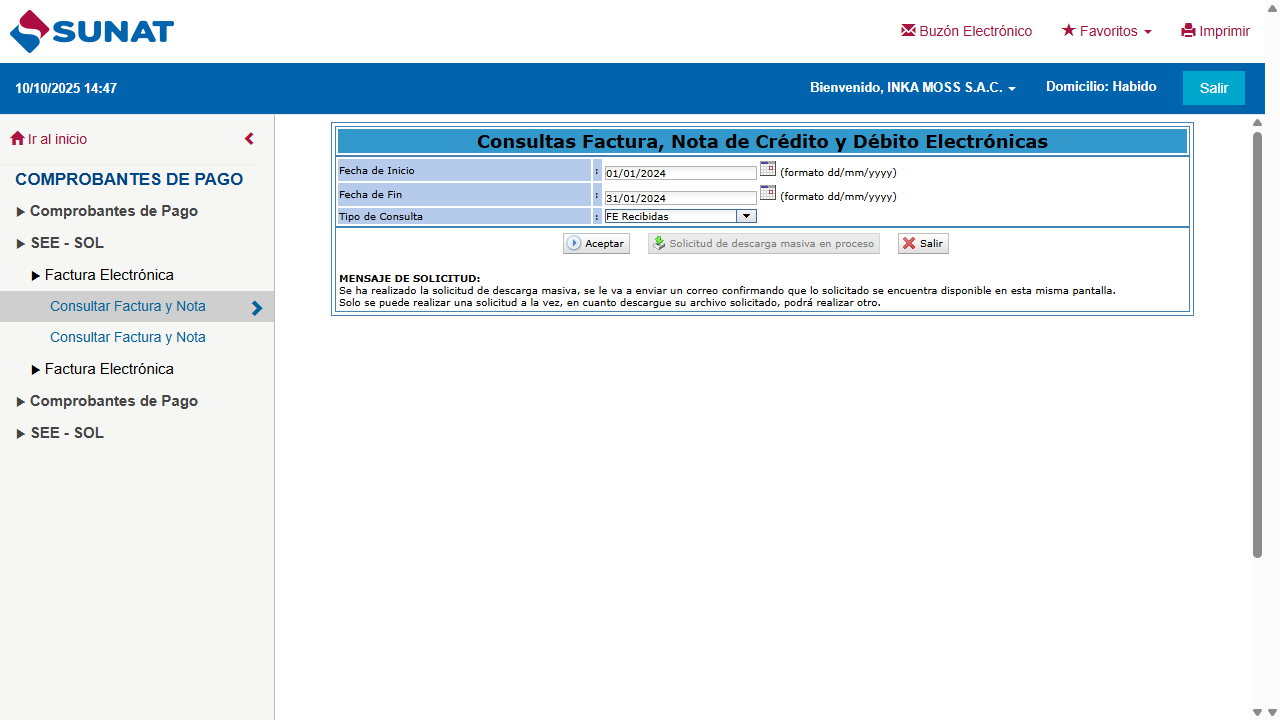 SUNAT
Buzón Electrónico
Favoritos
Imprimir
10/10/2025 14:47
Bienvenido, INKA MOSS S.A.C.
Domicilio: Habido
Salir
Ir al inicio
COMPROBANTES DE PAGO
Comprobantes de Pago
SEE - SOL
Factura Electrónica
Consultar Factura y Nota
Consultar Factura y Nota
Factura Electrónica
Comprobantes de Pago
SEE - SOL
Consultas Factura, Nota de Crédito y Débito Electrónicas
Fecha de Inicio : 01/01/2024 (formato dd/mm/yyyy)
Fecha de Fin : 31/01/2024 (formato dd/mm/yyyy)
Tipo de Consulta : FE Recibidas
Aceptar Solicitud de descarga masiva en proceso Salir
MENSAJE DE SOLICITUD:
Se ha realizado la solicitud de descarga masiva, se le va a enviar un correo confirmando que lo solicitado se encuentra disponible en esta misma pantalla.
Solo se puede realizar una solicitud a la vez, en cuanto descargue su archivo solicitado, podrá realizar otro.